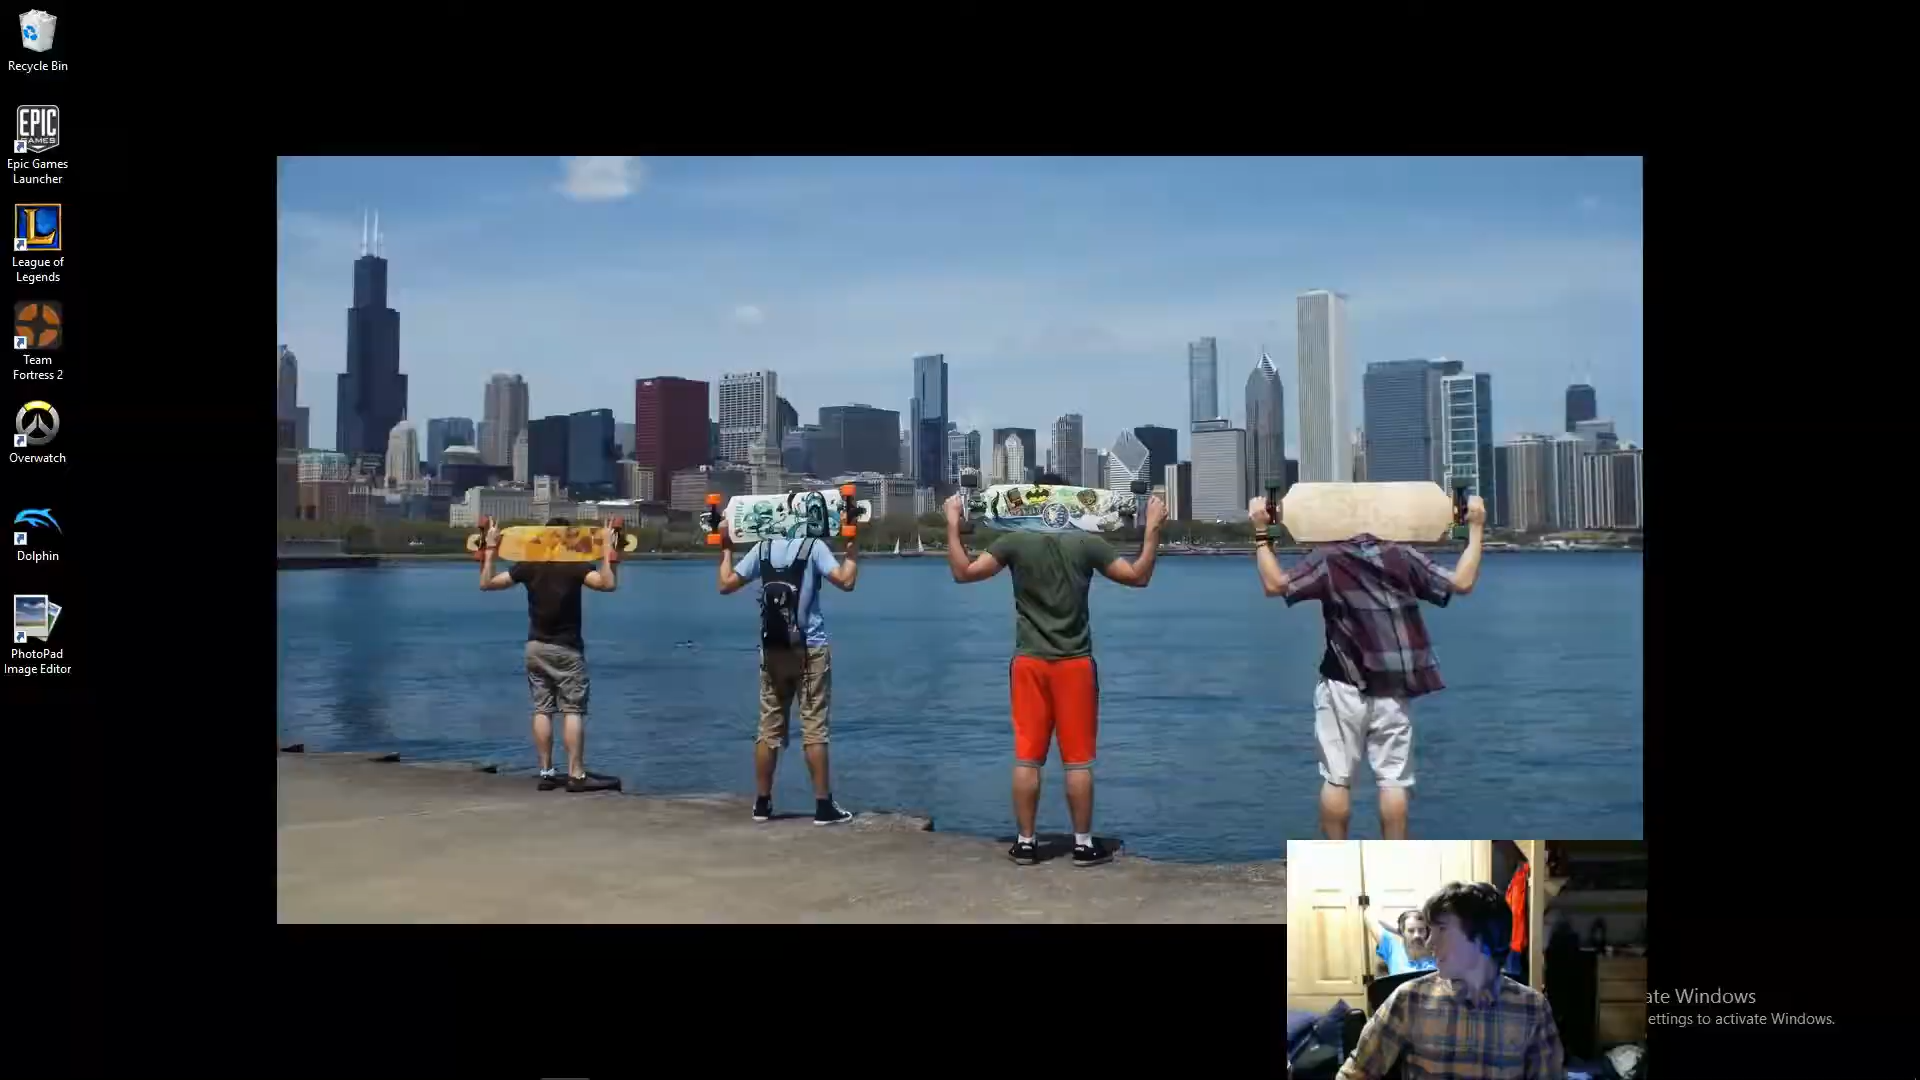 Recycle Bin
EPIC
GAMES
Epic Games
Launcher
L
League of
Legends
Team
Fortress 2
Overwatch
Dolphin
PhotoPad
Image Editor
ate Windows
ettings to activate Windows.